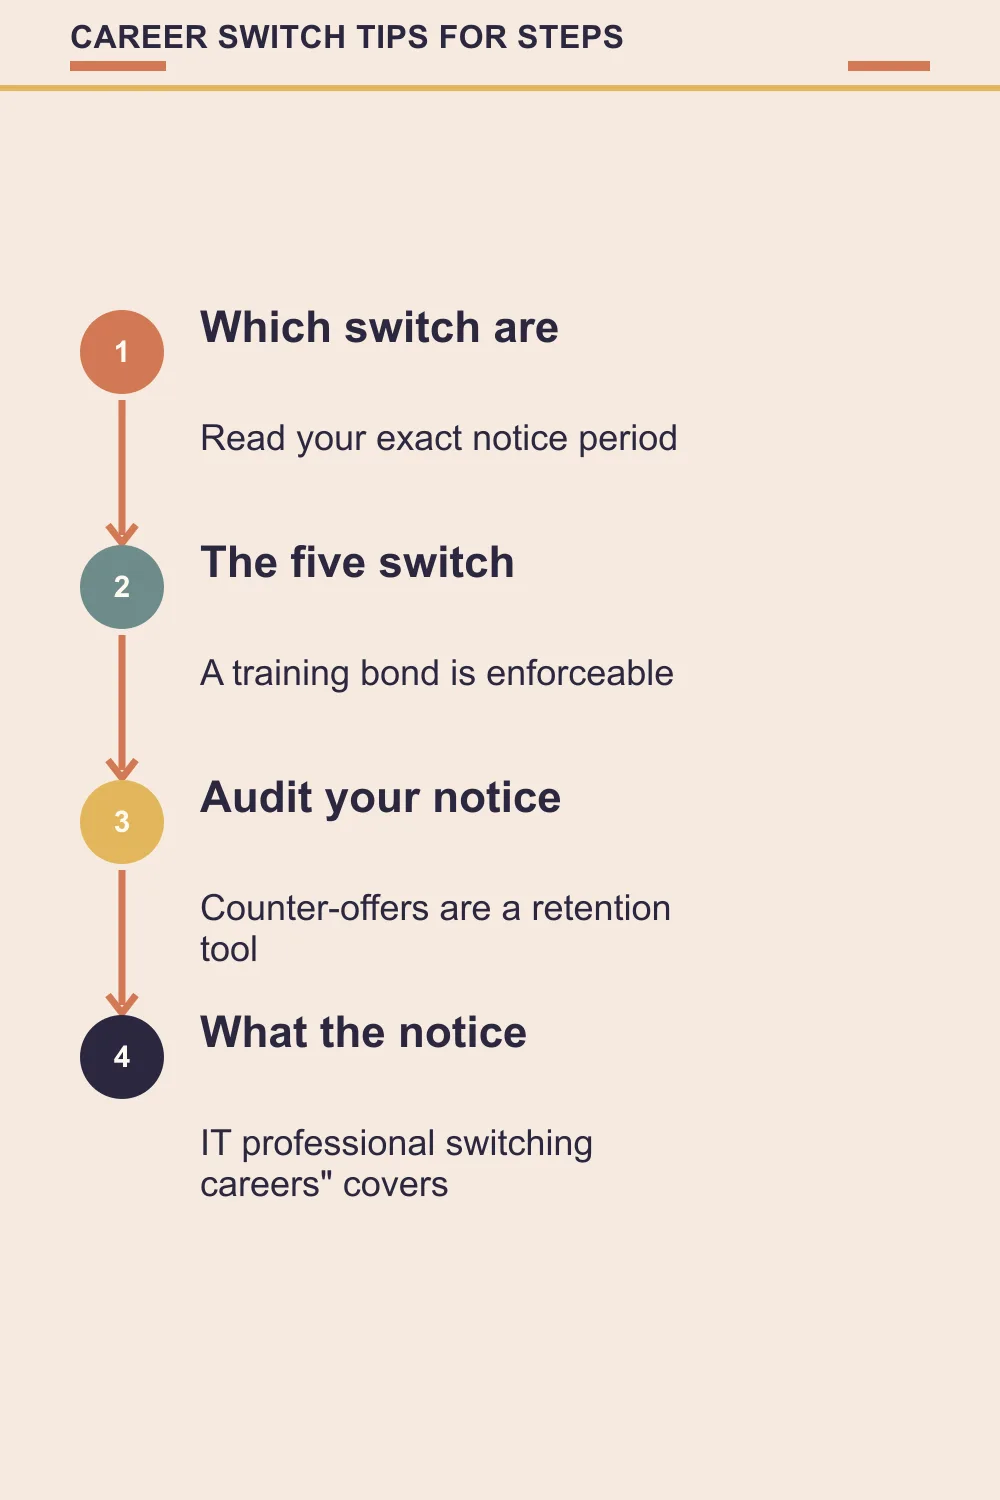 CAREER SWITCH TIPS FOR STEPS
1
Which switch are
Read your exact notice period
2
The five switch
A training bond is enforceable
3
Audit your notice
Counter-offers are a retention
tool
4
What the notice
IT professional switching
careers" covers